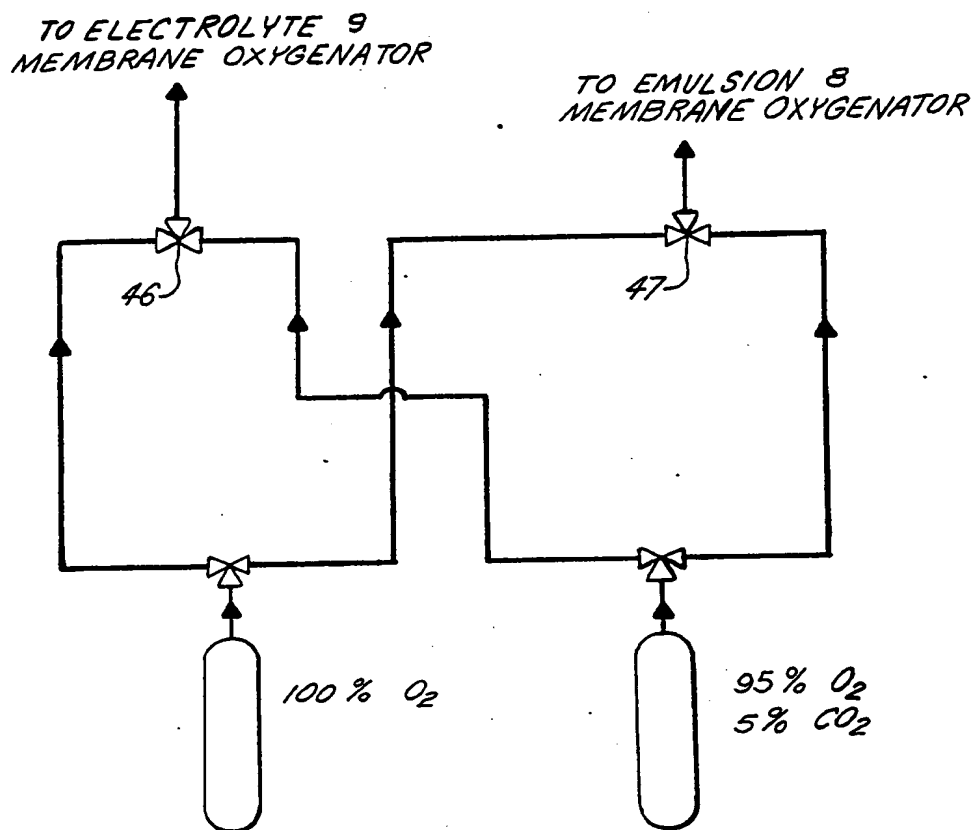 TO ELECTROLYTE 9
MEMBRANE OXYGENATOR
TO EMULSION 8
MEMBRANE OXYGENATOR
46
47
100% O₂
95% O₂
5% CO₂